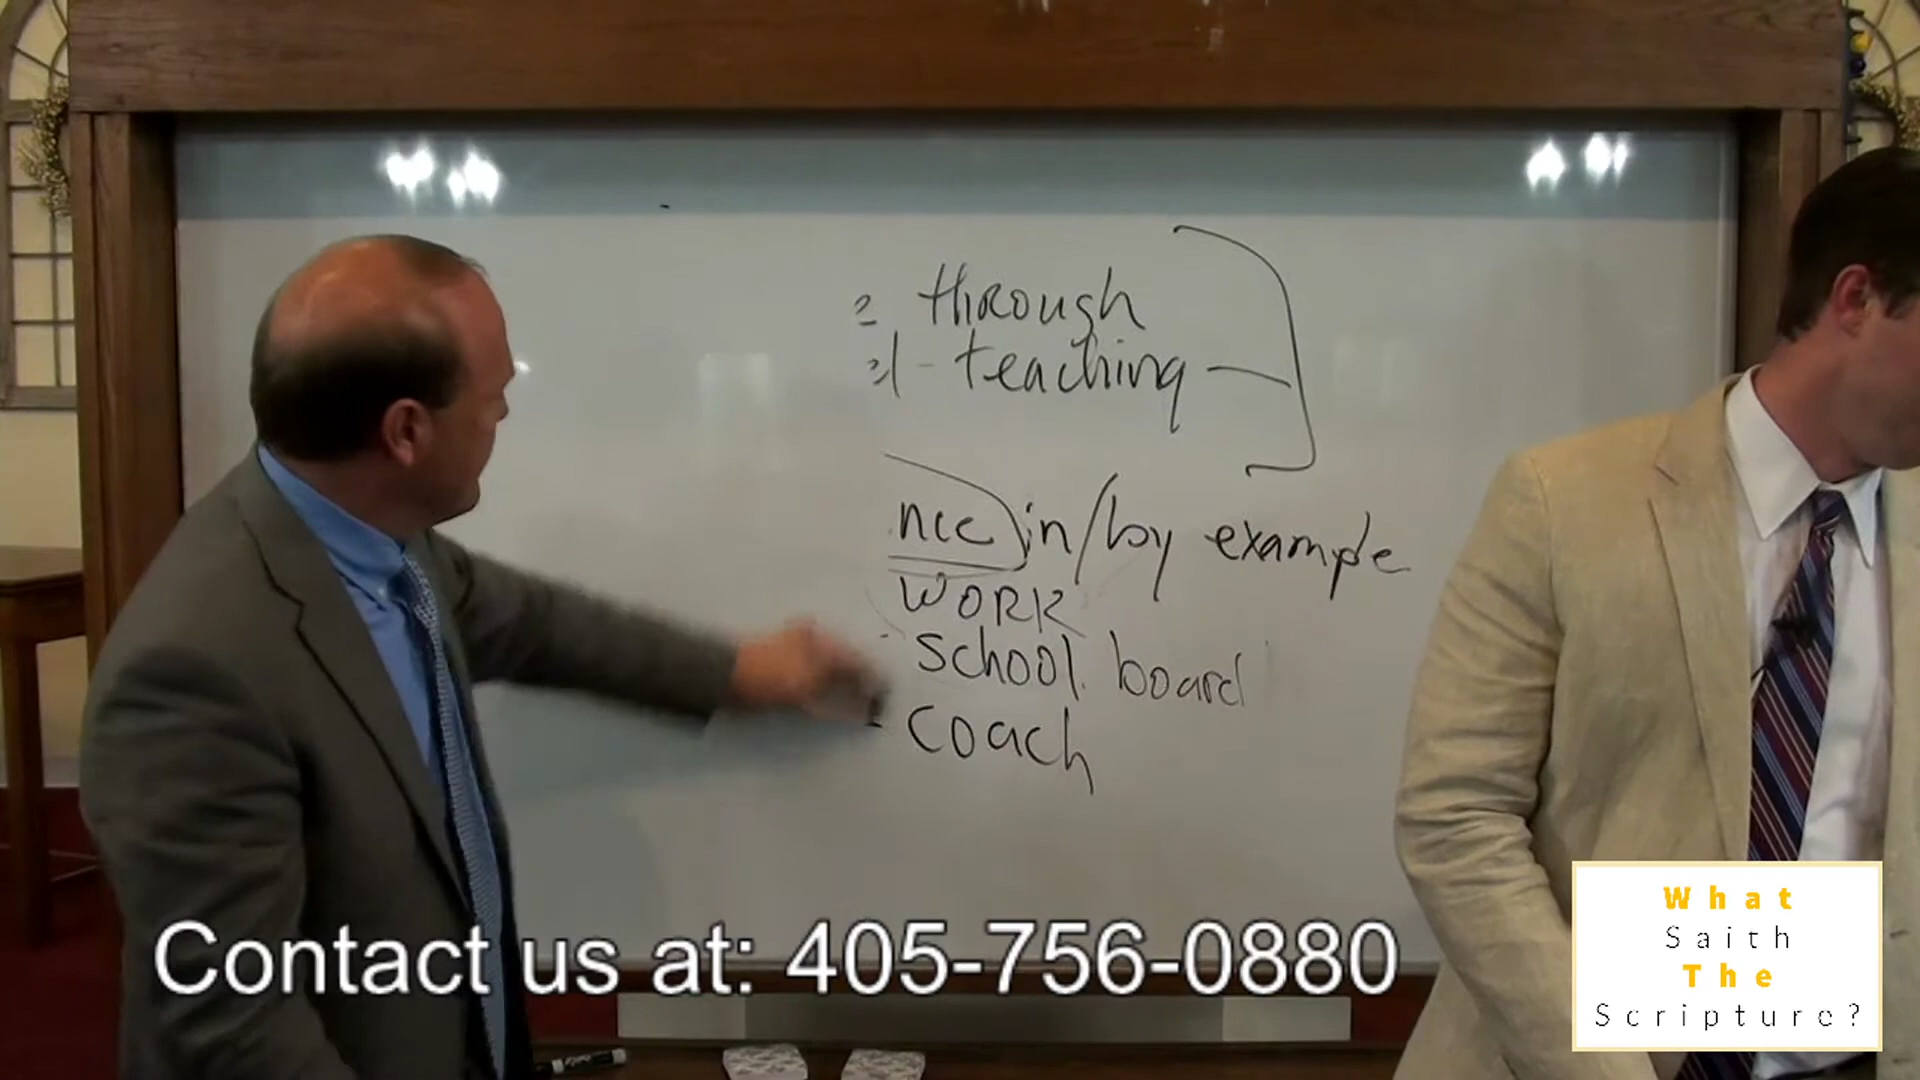 2 through
1 - teaching
ncc in/by example
WORK
School board
coach
Contact us at: 405-756-0880
What
Saith
The
Scripture?